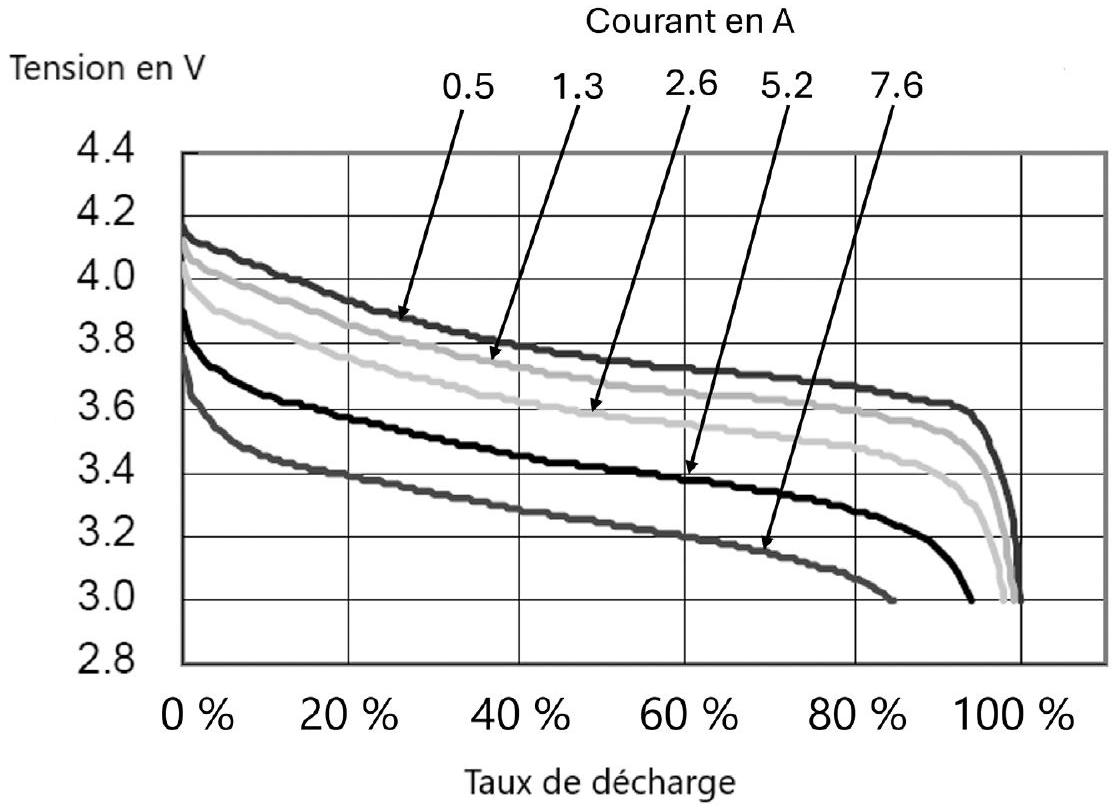 Courant en A
Tension en V
0.5 1.3 2.6 5.2 7.6
4.4
4.2
4.0
3.8
3.6
3.4
3.2
3.0
2.8
0 % 20 % 40 % 60 % 80 % 100 %
Taux de décharge